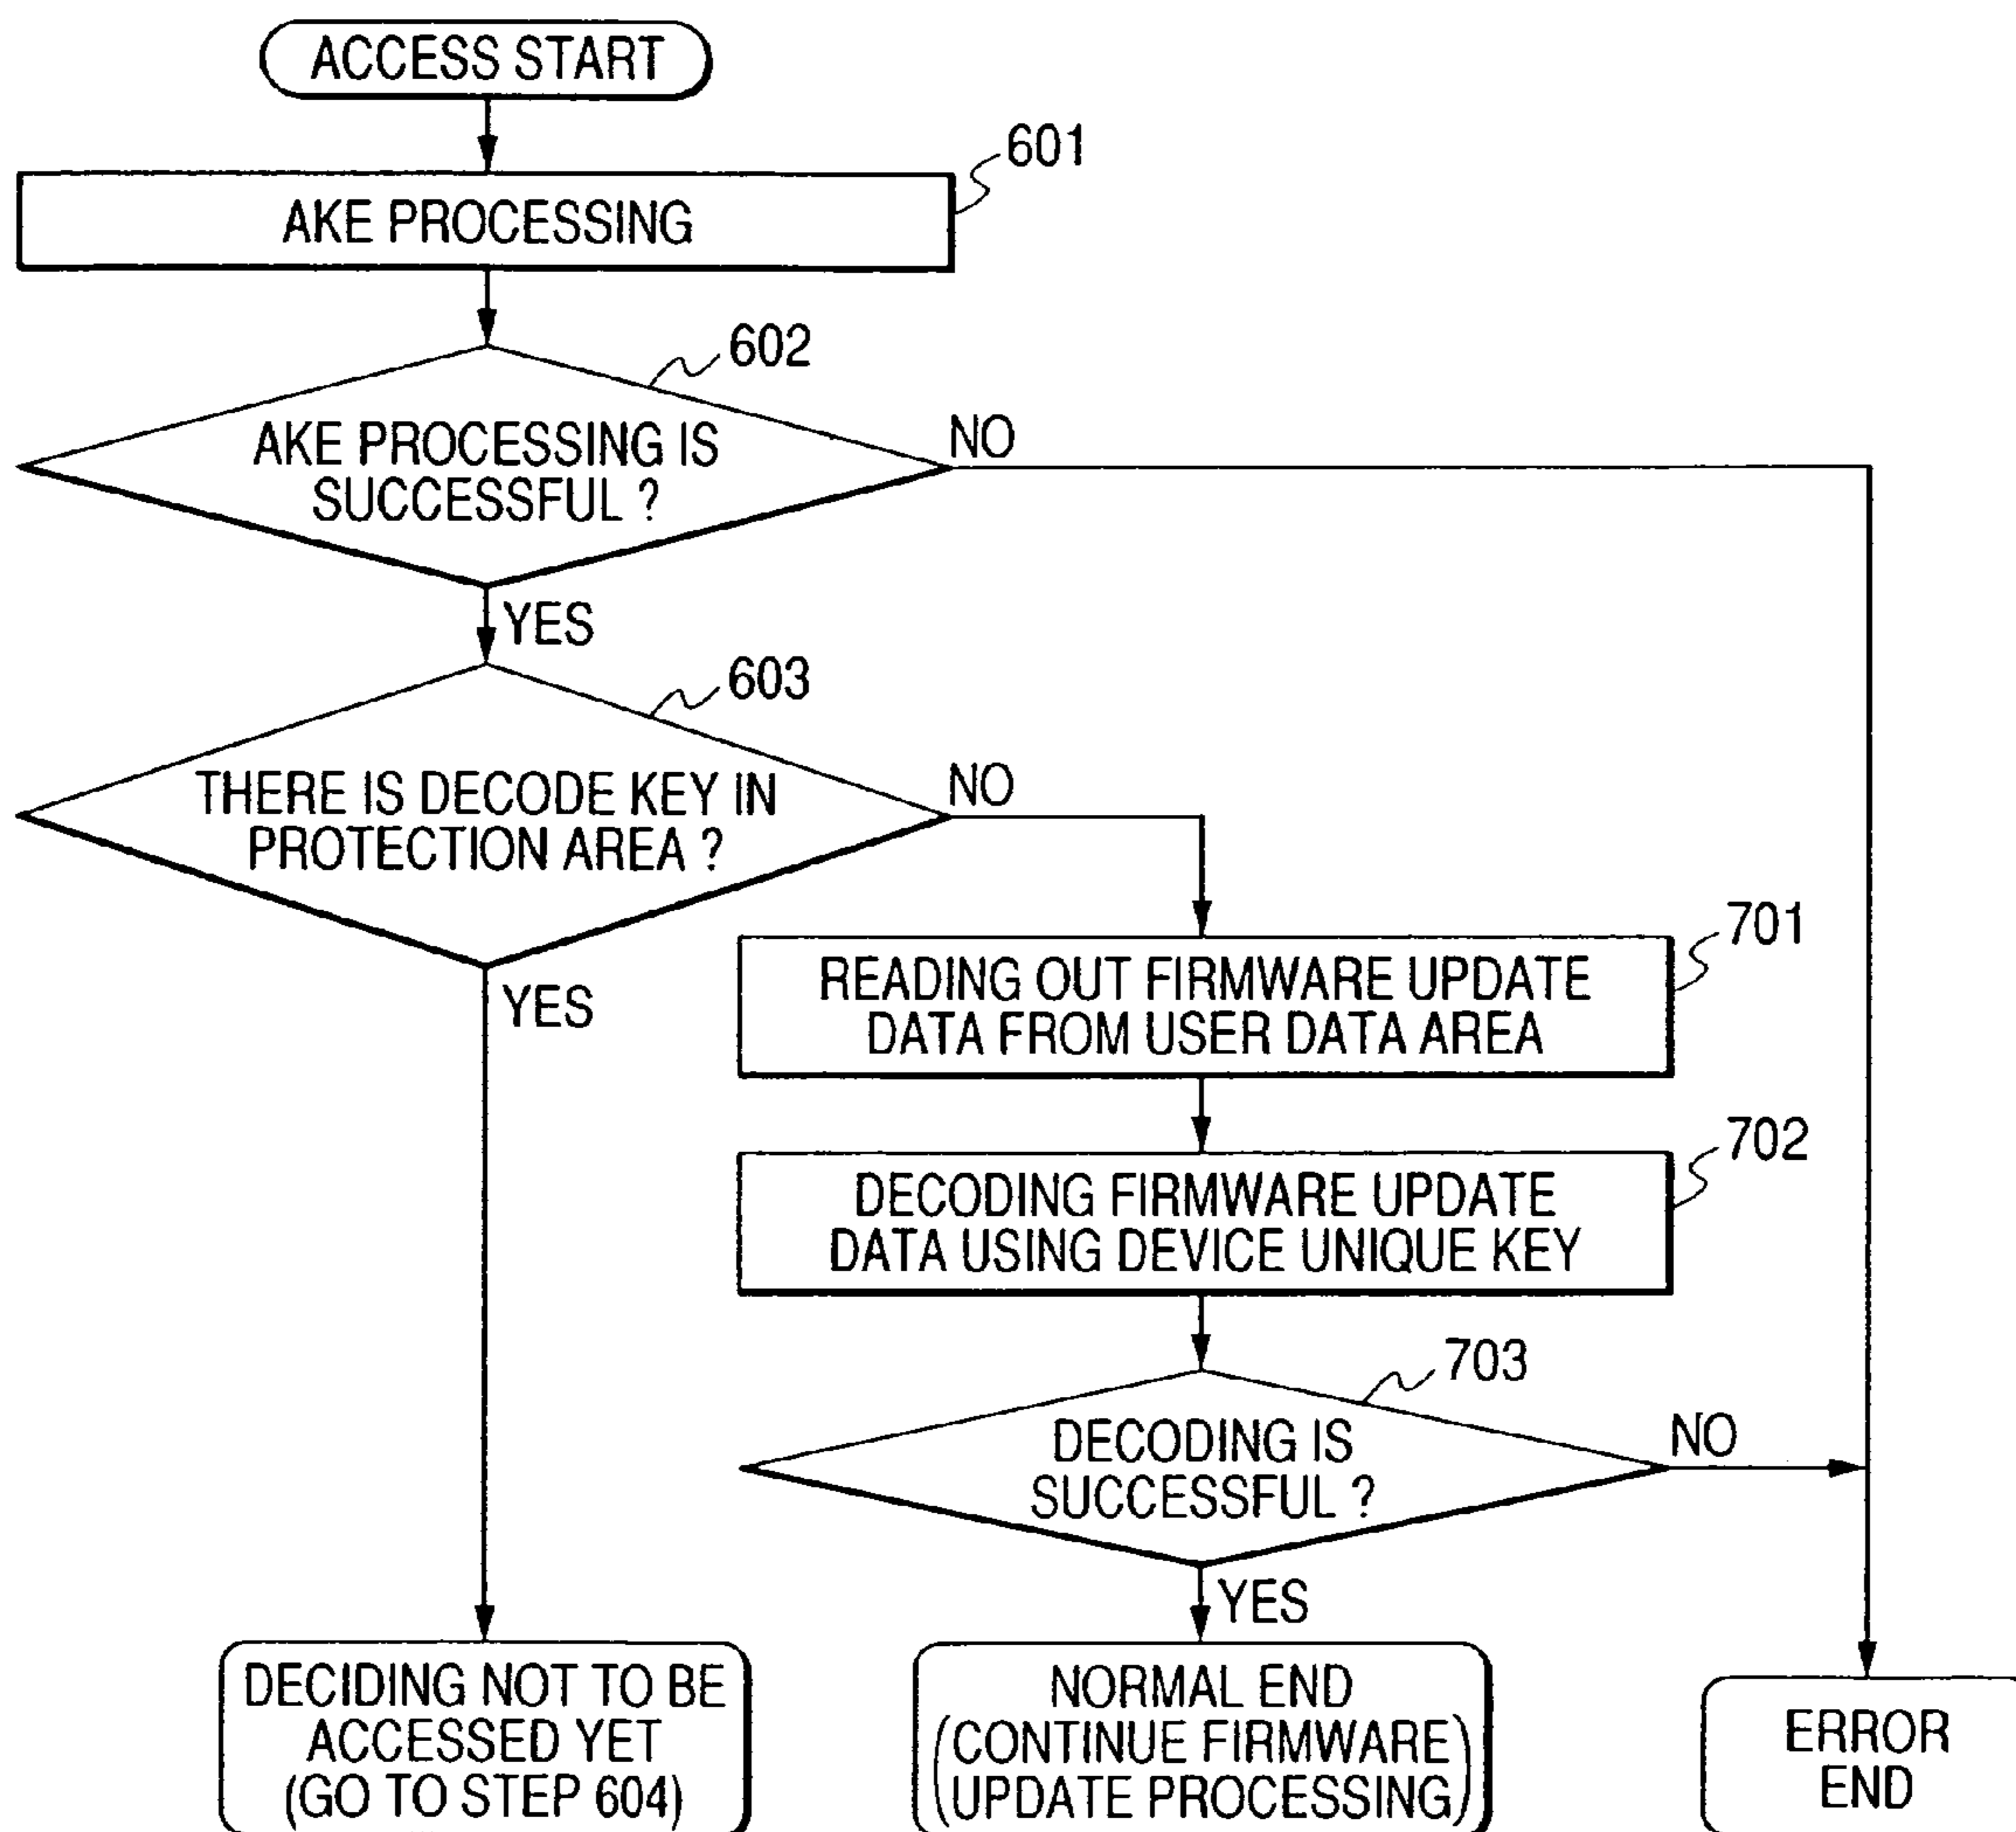 ACCESS START
601
AKE PROCESSING
602
AKE PROCESSING IS
SUCCESSFUL ?
NO
YES
603
THERE IS DECODE KEY IN
PROTECTION AREA ?
NO
YES
701
READING OUT FIRMWARE UPDATE
DATA FROM USER DATA AREA
702
DECODING FIRMWARE UPDATE
DATA USING DEVICE UNIQUE KEY
703
DECODING IS
SUCCESSFUL ?
NO
YES
DECIDING NOT TO BE
ACCESSED YET
(GO TO STEP 604)
NORMAL END
(CONTINUE FIRMWARE
UPDATE PROCESSING)
ERROR
END